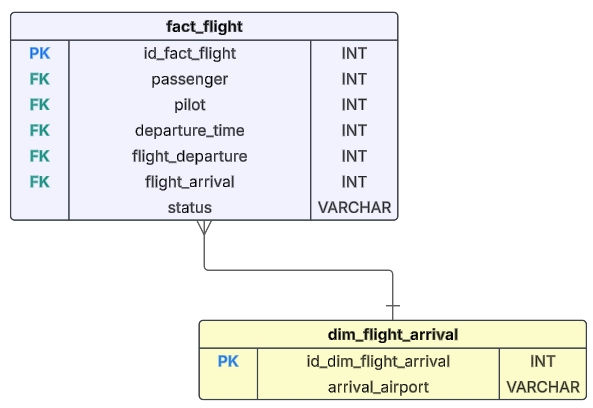 fact_flight
PK id_fact_flight INT
FK passenger INT
FK pilot INT
FK departure_time INT
FK flight_departure INT
FK flight_arrival INT
status VARCHAR
dim_flight_arrival
PK id_dim_flight_arrival INT
arrival_airport VARCHAR